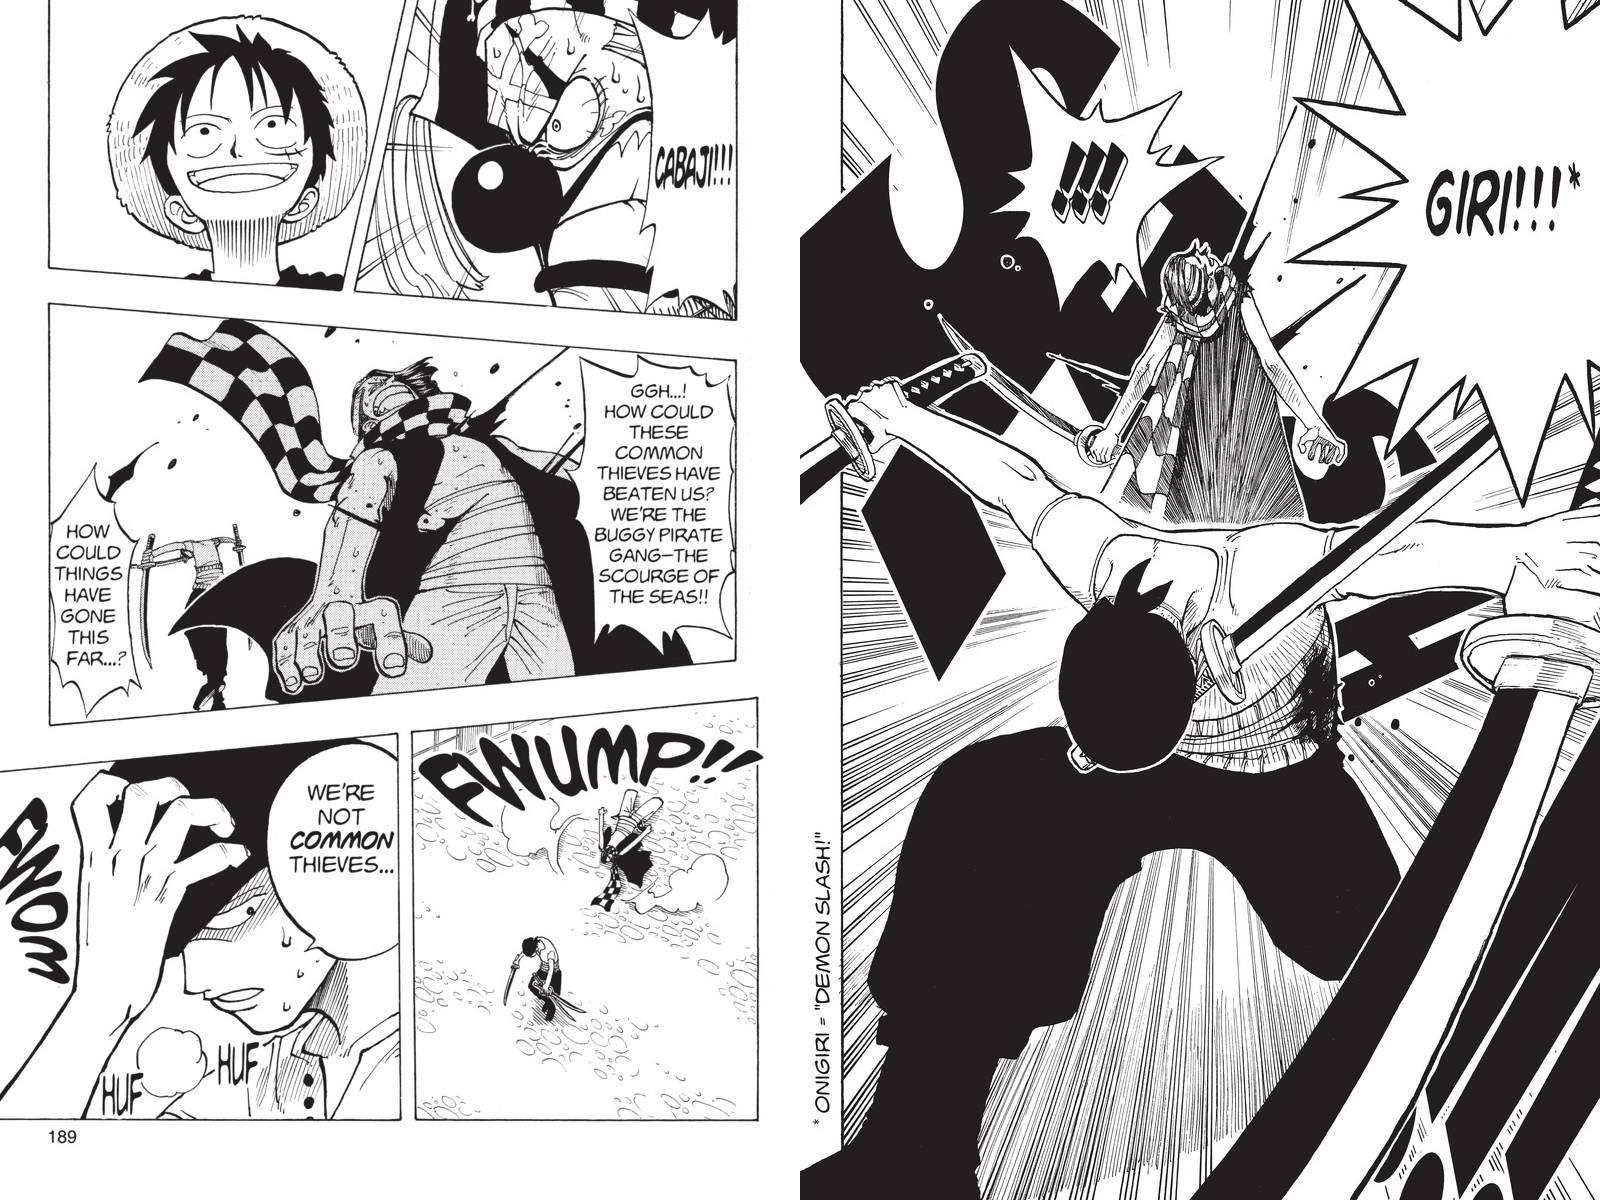 GIRI!!!*
!!!
* ONIGIRI = "DEMON SLASH!"
CABAJI!!!
GGH...!
HOW COULD
THESE
COMMON
THIEVES HAVE
BEATEN US?
WE'RE THE
BUGGY PIRATE
GANG—THE
SCOURGE OF
THE SEAS!!
HOW
COULD
THINGS
HAVE
GONE
THIS
FAR...?
FWUMP!!
WE'RE
NOT
COMMON
THIEVES...
FWOM
HUF
HUF
189